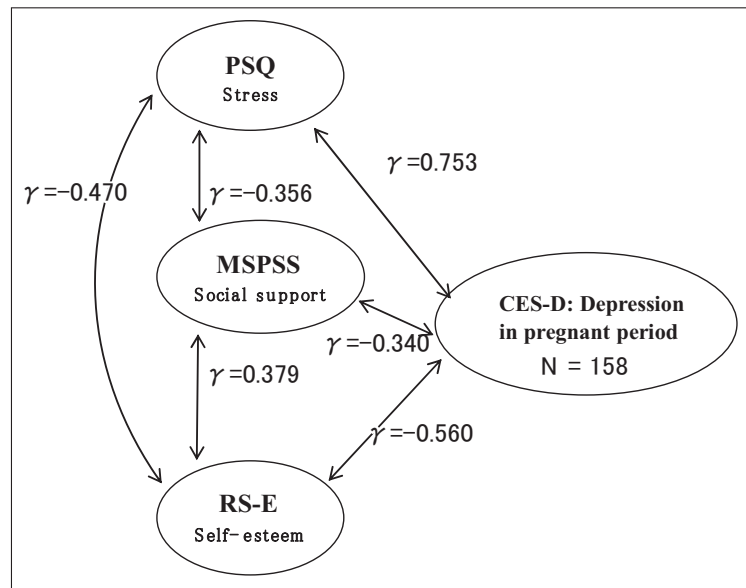 PSQ
Stress
γ=0.753
γ=-0.470
γ=-0.356
MSPSS
Social support
CES-D: Depression
in pregnant period
N = 158
γ=-0.340
γ=0.379
γ=-0.560
RS-E
Self-esteem